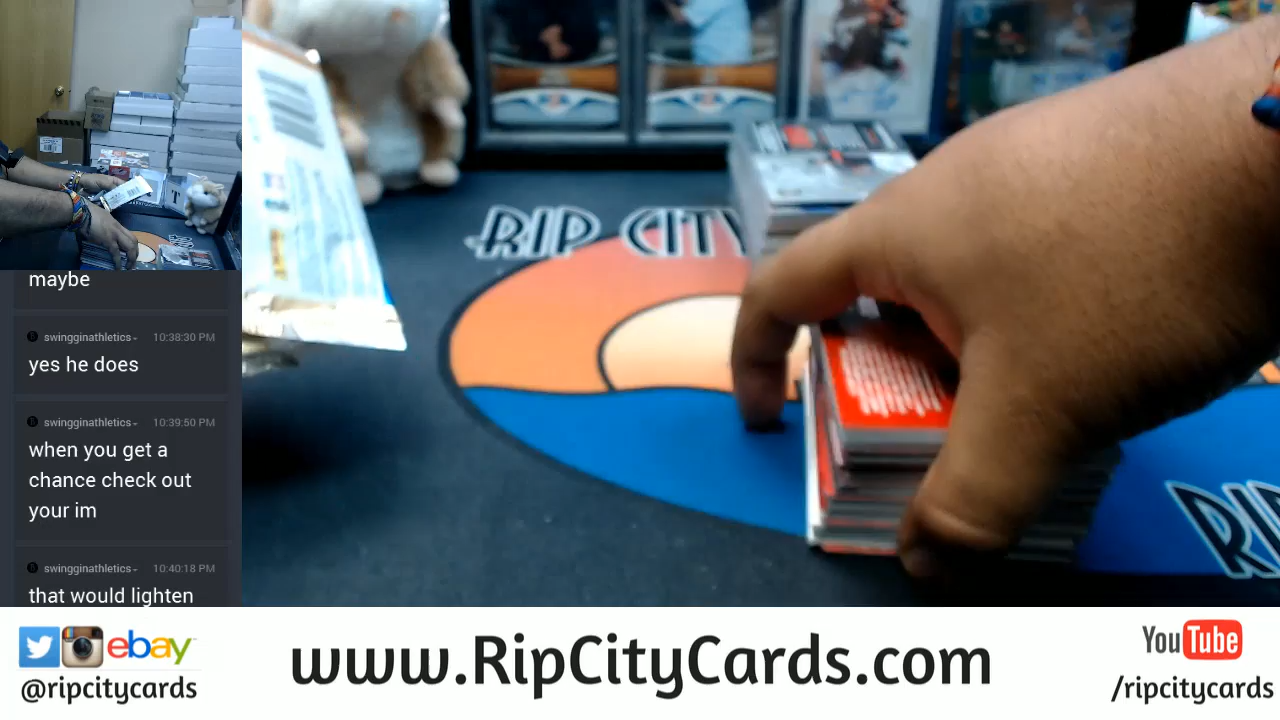 maybe
swingginathletics- 10:38:30 PM
yes he does
swingginathletics- 10:39:50 PM
when you get a
chance check out
your im
swingginathletics- 10:40:18 PM
that would lighten
RIP CITY
RIP
ebay
@ripcitycards
www.RipCityCards.com
YouTube
/ripcitycards